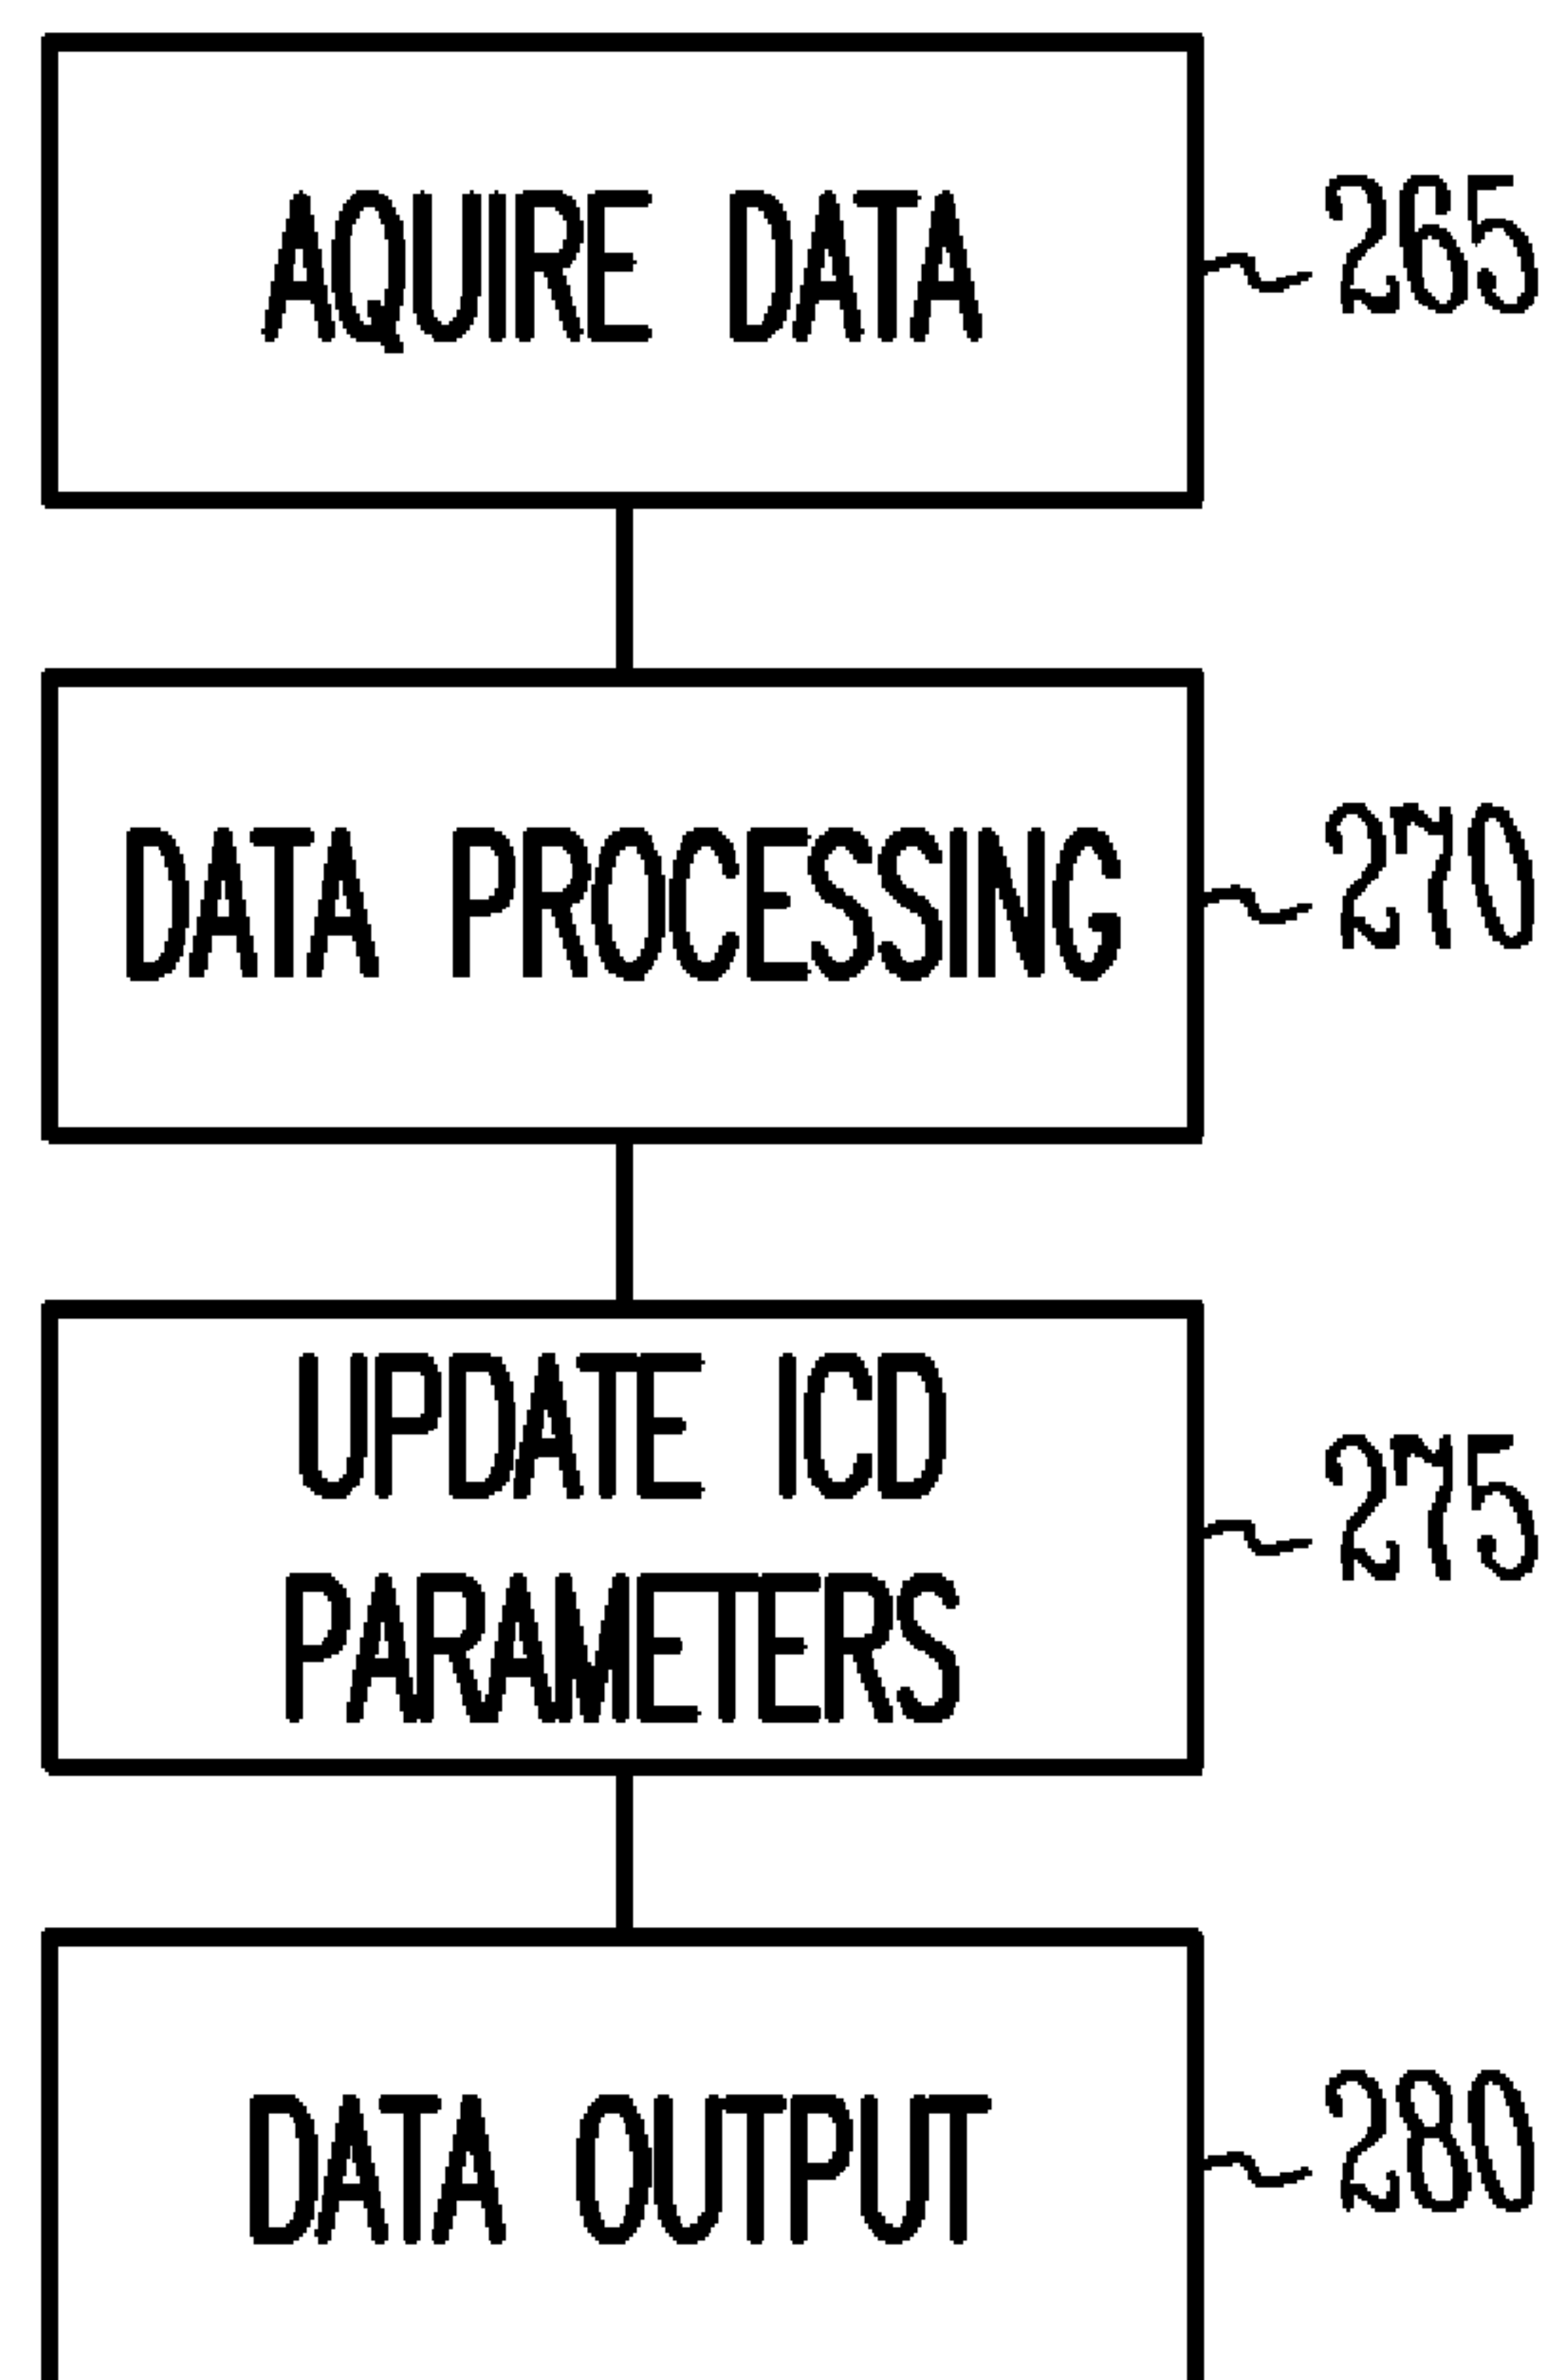 AQUIRE DATA 265
DATA PROCESSING 270
UPDATE ICD
PARAMETERS 275
DATA OUTPUT 280